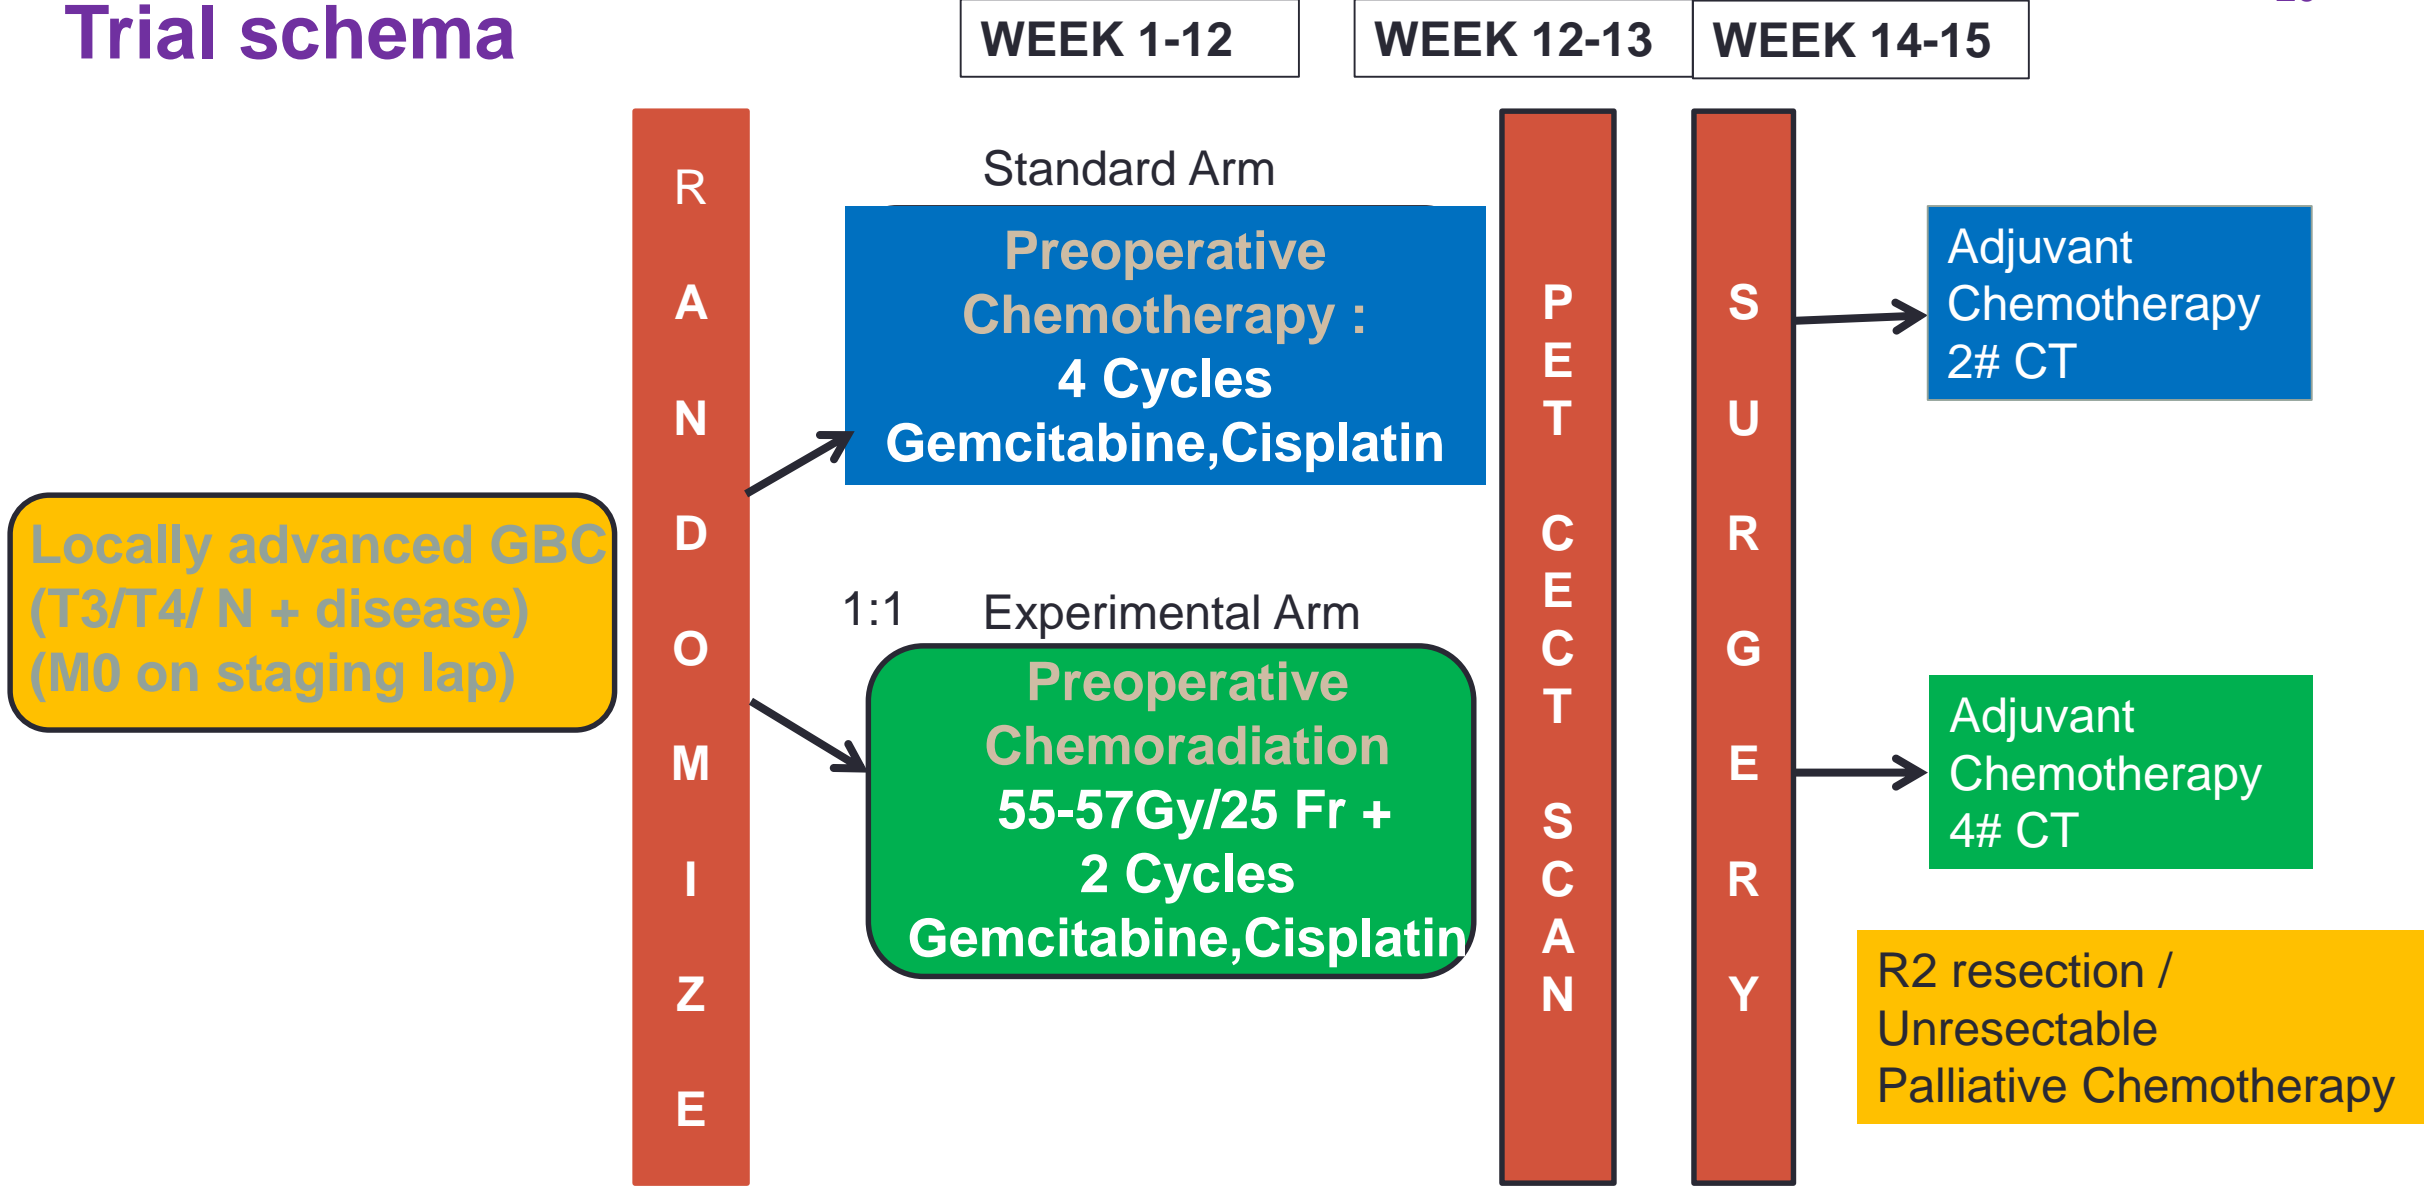 Trial schema
WEEK 1-12
WEEK 12-13
WEEK 14-15
Locally advanced GBC
(T3/T4/ N + disease)
(M0 on staging lap)
R
A
N
D
O
M
I
Z
E
Standard Arm
Preoperative
Chemotherapy :
4 Cycles
Gemcitabine,Cisplatin
1:1
Experimental Arm
Preoperative
Chemoradiation
55-57Gy/25 Fr +
2 Cycles
Gemcitabine,Cisplatin
P
E
T
C
E
C
T
S
C
A
N
S
U
R
G
E
R
Y
Adjuvant
Chemotherapy
2# CT
Adjuvant
Chemotherapy
4# CT
R2 resection /
Unresectable
Palliative Chemotherapy